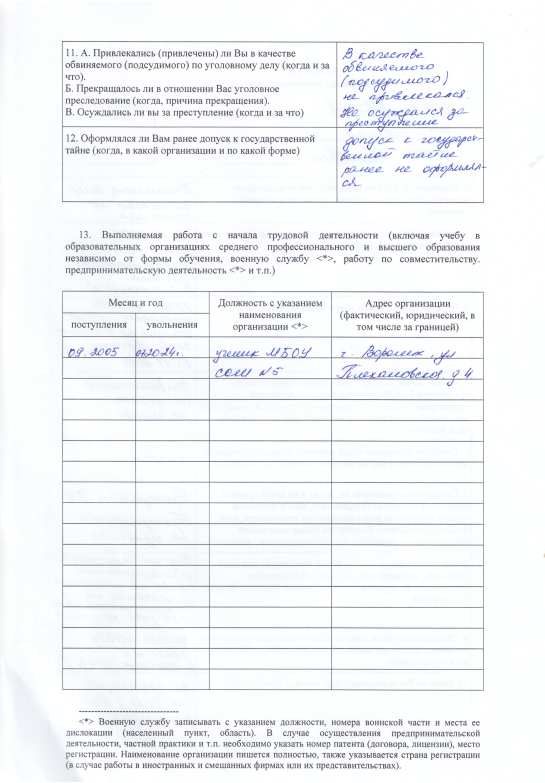 11. А. Привлекались (привлечены) ли Вы в качестве
обвиняемого (подсудимого) по уголовному делу (когда и за
что).
Б. Прекращалось ли в отношении Вас уголовное
преследование (когда, причина прекращения).
В. Осуждались ли вы за преступление (когда и за что)
В качестве
обвиняемого
(подсудимого)
не привлекался.
Не осуждался за
преступление
12. Оформлялся ли Вам ранее допуск к государственной
тайне (когда, в какой организации и по какой форме)
допуск к государст-
венной тайне
ранее не оформлял-
ся
13. Выполняемая работа с начала трудовой деятельности (включая учебу в
образовательных организациях среднего профессионального и высшего образования
независимо от формы обучения, военную службу <*>, работу по совместительству.
предпринимательскую деятельность <*> и т.п.)
Месяц и год
поступления
увольнения
Должность с указанием
наименования
организации <*>
Адрес организации
(фактический, юридический, в
том числе за границей)
09. 2005
2024г.
ученик МБОУ
г. Воронеж, ул
сош №5
Плехановская, д 4.
<*> Военную службу записывать с указанием должности, номера воинской части и места ее
дислокации (населенный пункт, область). В случае осуществления предпринимательской
деятельности, частной практики и т.п. необходимо указать номер патента (договора, лицензии), место
регистрации. Наименование организации пишется полностью, также указывается страна регистрации
(в случае работы в иностранных и смешанных фирмах или их представительствах).